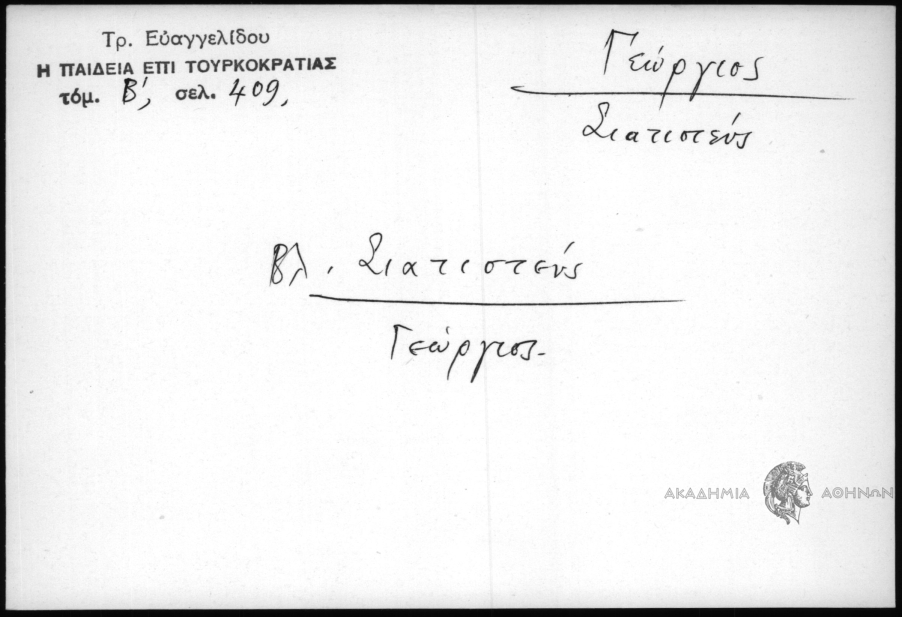 Τρ. Εὐαγγελίδου
Η ΠΑΙΔΕΙΑ ΕΠΙ ΤΟΥΡΚΟΚΡΑΤΙΑΣ
τόμ. Β', σελ. 409,
Γεώργιος
Σιατιστεύς
Βλ. Σιατιστεύς
Γεώργιος.
ΑΚΑΔΗΜΙΑ ΑΘΗΝΩΝ